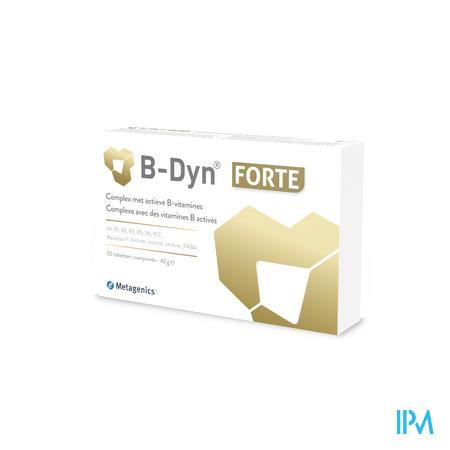 B-Dyn® FORTE
Complex met actieve B-vitamines
Complexe avec des vitamines B actives
Vit. B1, B2, B3, B5, B6, B12,
Metafolin®, biotine, inositol, choline, PABA
30 tabletten | comprimés - 42 g e
Metagenics®
IPM